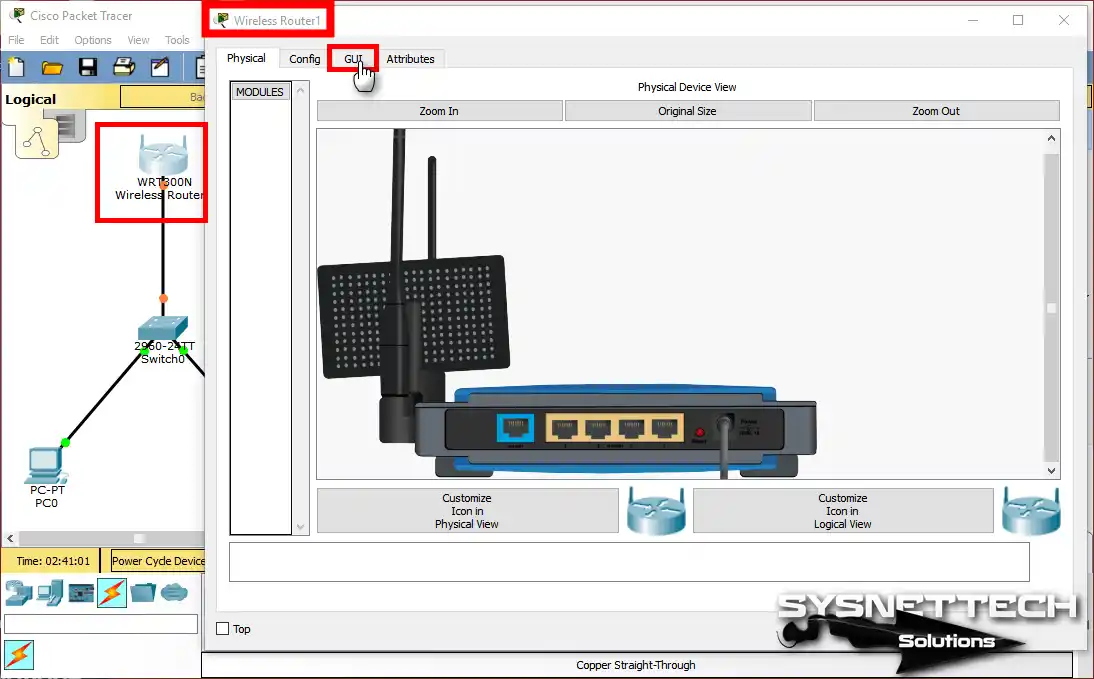 Cisco Packet Tracer
File Edit Options View Tools
Logical
Ba
WRT300N
Wireless Router
2960-24TT
Switch0
PC-PT
PC0
Time: 02:41:01
Power Cycle Device
Wireless Router1
Physical Config GUI Attributes
MODULES
Physical Device View
Zoom In Original Size Zoom Out
Customize
Icon in
Physical View
Customize
Icon in
Logical View
Top
SYSNETTECH
Solutions
Copper Straight-Through